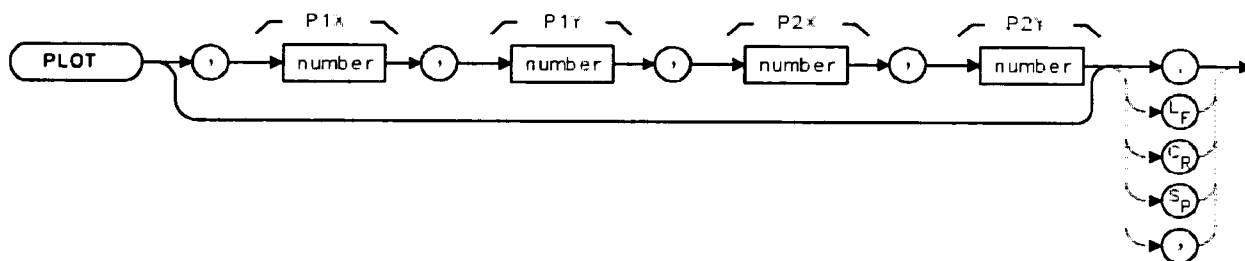 P1X P1Y P2X P2Y
PLOT , number , number , number , number .
LF
CR
SP
,